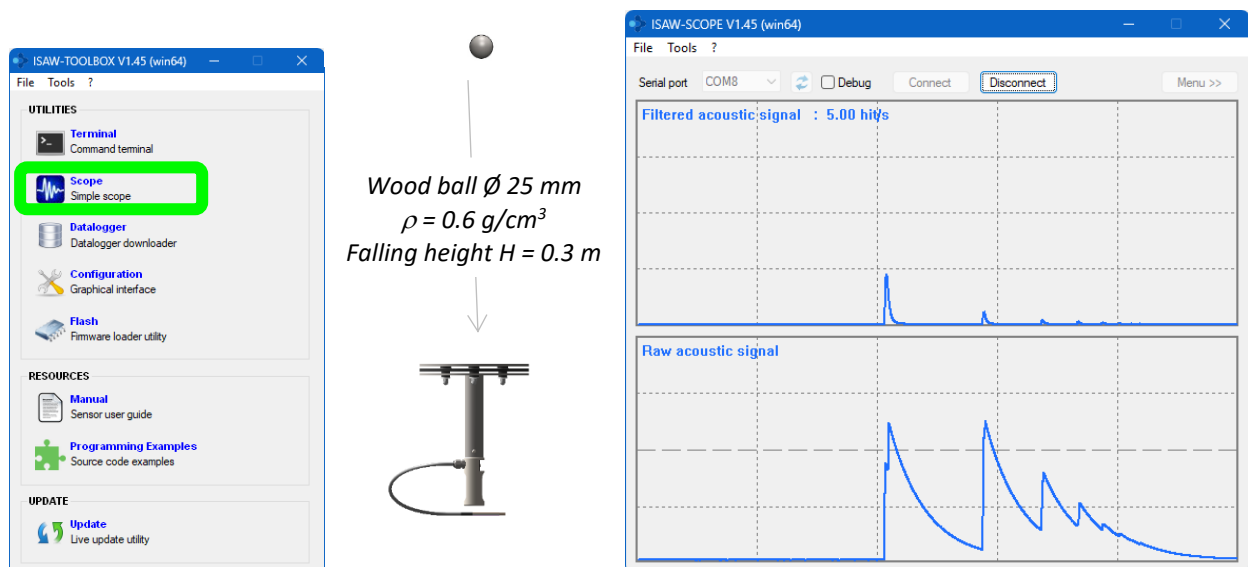 ISAW-TOOLBOX V1.45 (win64)
File Tools ?
UTILITIES
Terminal
Command terminal
Scope
Simple scope
Datalogger
Datalogger downloader
Configuration
Graphical interface
Flash
Firmware loader utility
RESOURCES
Manual
Sensor user guide
Programming Examples
Source code examples
UPDATE
Update
Live update utility
Wood ball Ø 25 mm
ρ = 0.6 g/cm³
Falling height H = 0.3 m
ISAW-SCOPE V1.45 (win64)
File Tools ?
Serial port COM8 Debug Connect Disconnect Menu >>
Filtered acoustic signal : 5.00 hit/s
Raw acoustic signal